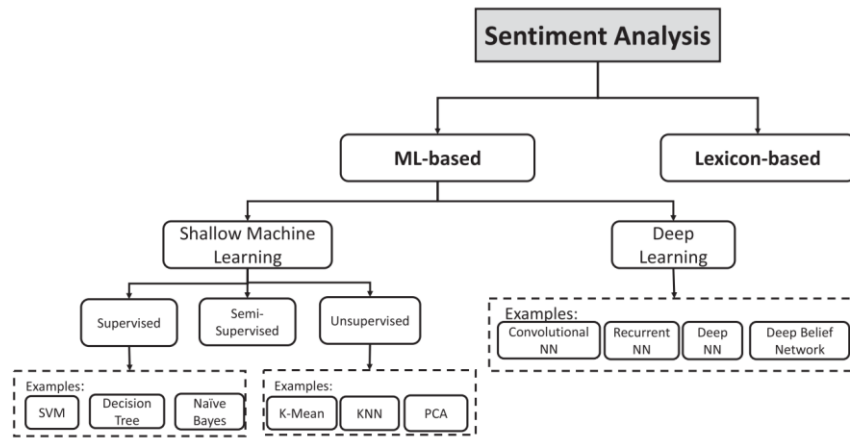 Sentiment Analysis
ML-based
Lexicon-based
Shallow Machine
Learning
Deep
Learning
Supervised
Semi-
Supervised
Unsupervised
Examples:
Convolutional
NN
Recurrent
NN
Deep
NN
Deep Belief
Network
Examples:
SVM
Decision
Tree
Naïve
Bayes
Examples:
K-Mean
KNN
PCA